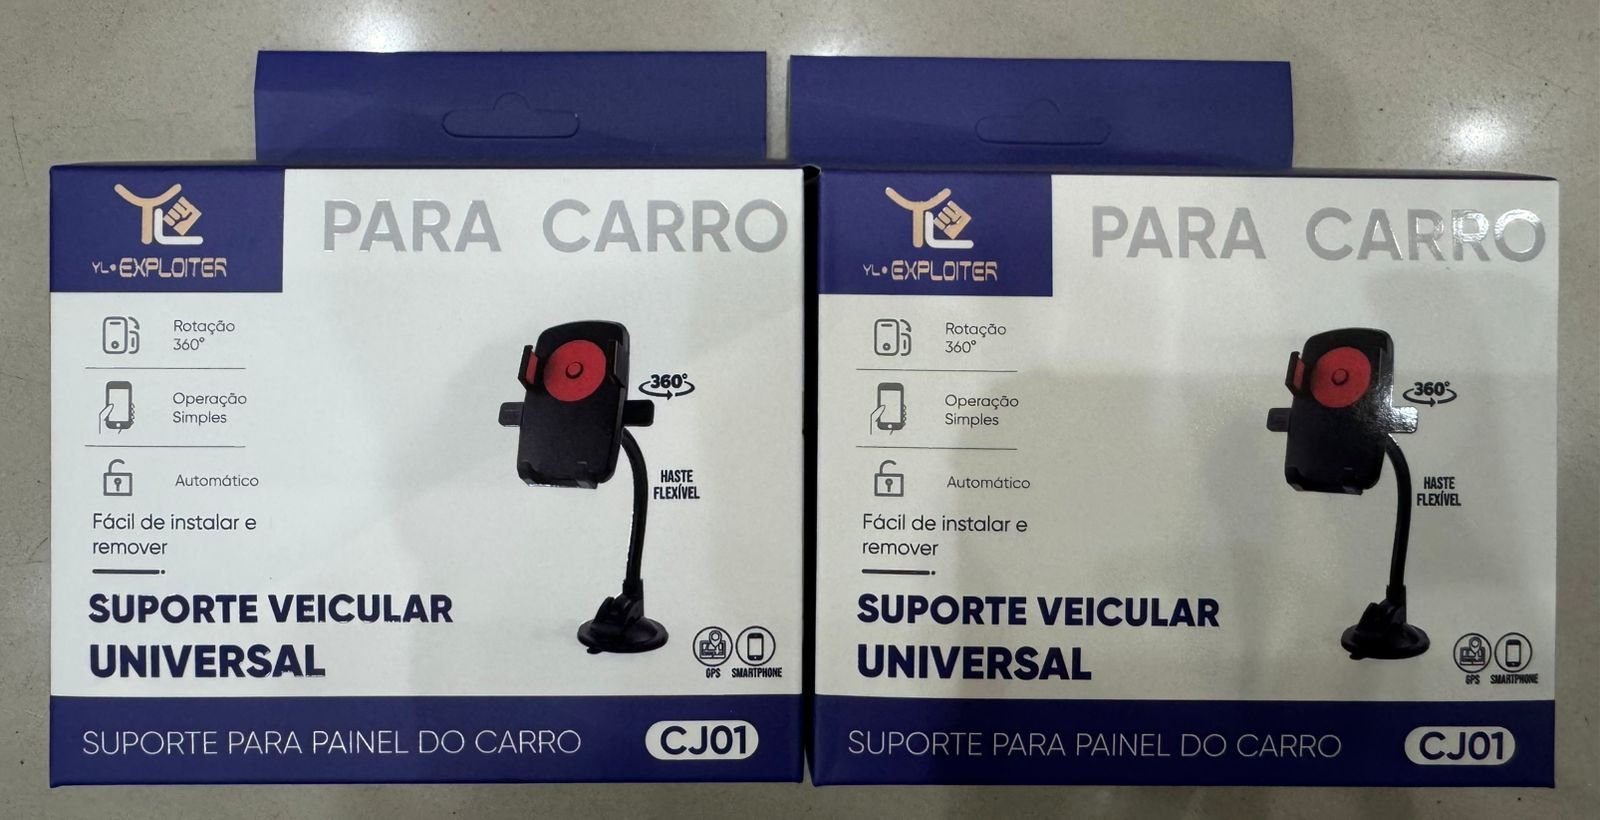 YL
YL•EXPLOITER
PARA CARRO
Rotação
360°
Operação
Simples
Automático
Fácil de instalar e
remover
360°
HASTE
FLEXÍVEL
SUPORTE VEICULAR
UNIVERSAL
GPS
SMARTPHONE
SUPORTE PARA PAINEL DO CARRO
CJ01
YL
YL•EXPLOITER
PARA CARRO
Rotação
360°
Operação
Simples
Automático
Fácil de instalar e
remover
360°
HASTE
FLEXÍVEL
SUPORTE VEICULAR
UNIVERSAL
GPS
SMARTPHONE
SUPORTE PARA PAINEL DO CARRO
CJ01